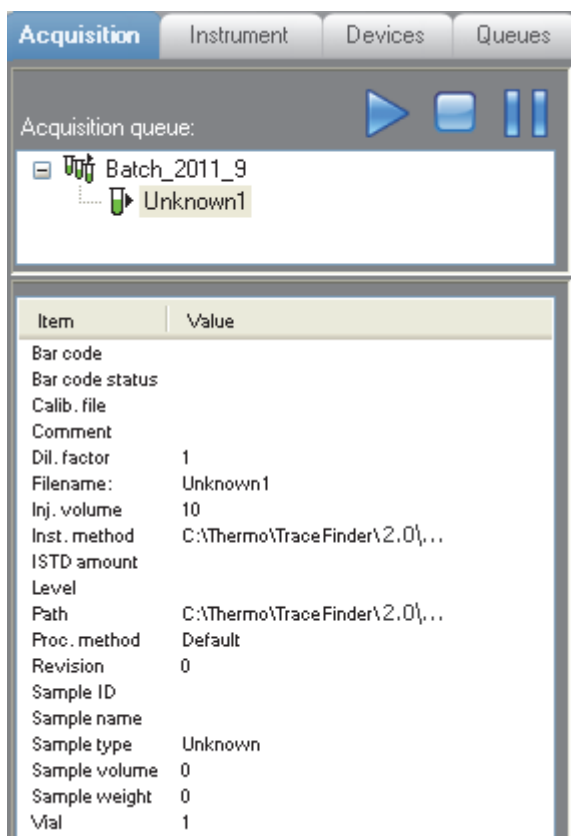 Acquisition Instrument Devices Queues
Acquisition queue:
Batch_2011_9
Unknown1
Item Value
Bar code
Bar code status
Calib. file
Comment
Dil. factor 1
Filename: Unknown1
Inj. volume 10
Inst. method C:\Thermo\TraceFinder\2.0\...
ISTD amount
Level
Path C:\Thermo\TraceFinder\2.0\...
Proc. method Default
Revision 0
Sample ID
Sample name
Sample type Unknown
Sample volume 0
Sample weight 0
Vial 1